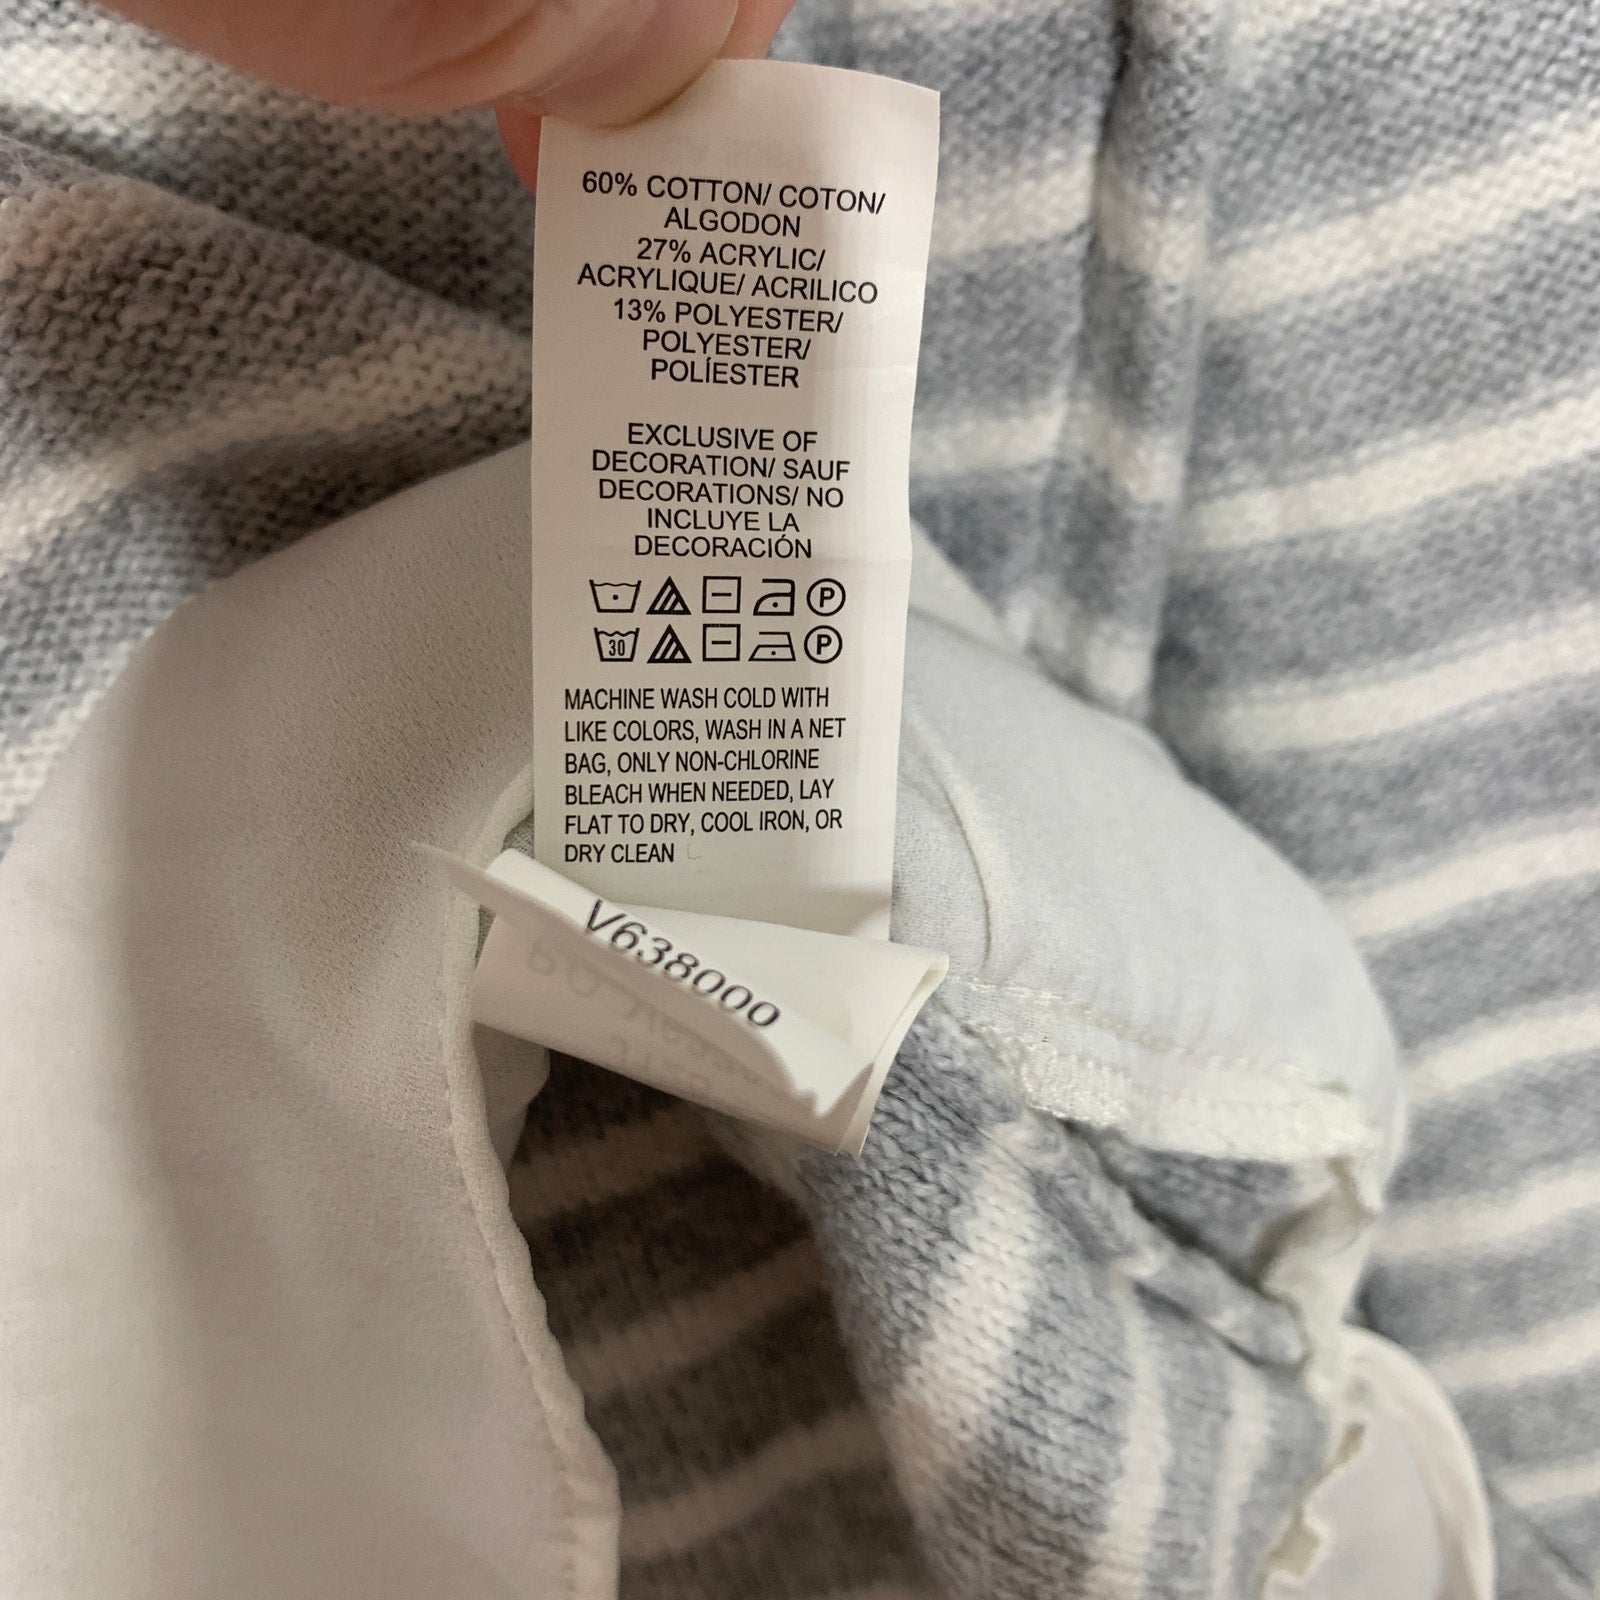 60% COTTON/ COTON/
ALGODON
27% ACRYLIC/
ACRYLIQUE/ ACRILICO
13% POLYESTER/
POLYESTER/
POLÍESTER
EXCLUSIVE OF
DECORATION/ SAUF
DECORATIONS/ NO
INCLUYE LA
DECORACIÓN
P
30 P
MACHINE WASH COLD WITH
LIKE COLORS, WASH IN A NET
BAG, ONLY NON-CHLORINE
BLEACH WHEN NEEDED, LAY
FLAT TO DRY, COOL IRON, OR
DRY CLEAN
V638000